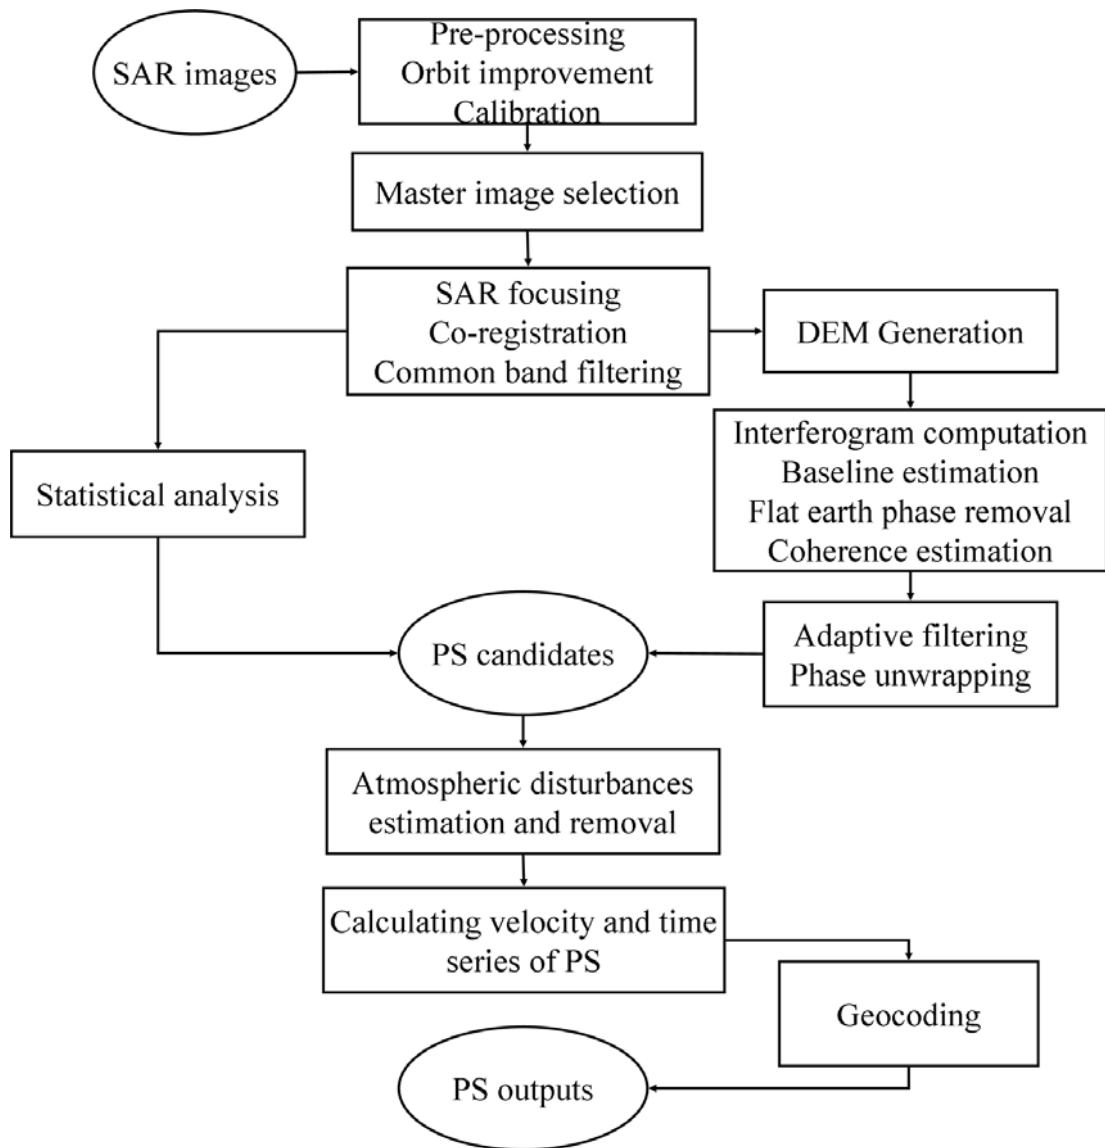 SAR images
Pre-processing
Orbit improvement
Calibration
Master image selection
SAR focusing
Co-registration
Common band filtering
DEM Generation
Interferogram computation
Baseline estimation
Flat earth phase removal
Coherence estimation
Statistical analysis
Adaptive filtering
Phase unwrapping
PS candidates
Atmospheric disturbances
estimation and removal
Calculating velocity and time
series of PS
Geocoding
PS outputs